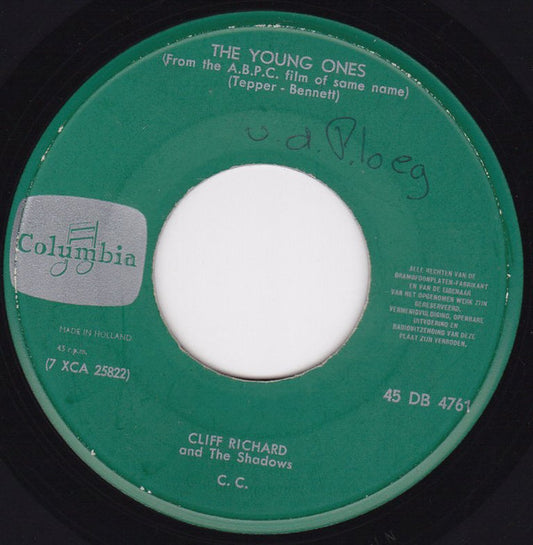 THE YOUNG ONES
(From the A.B.P.C. film of same name)
(Tepper - Bennett)
v.d. Ploeg
Columbia
ALLE RECHTEN VAN DE
GRAMOFOONPLATEN-FABRIKANT
EN VAN DE EIGENAAR
VAN HET OPGENOMEN WERK ZIJN
GERESERVEERD.
VERMENIGVULDIGING, OPENBARE
UITVOERING EN
RADIOUITZENDING VAN DEZE
PLAAT ZIJN VERBODEN.
MADE IN HOLLAND
45 r.p.m.
(7 XCA 25822)
45 DB 4761
CLIFF RICHARD
and The Shadows
C. C.